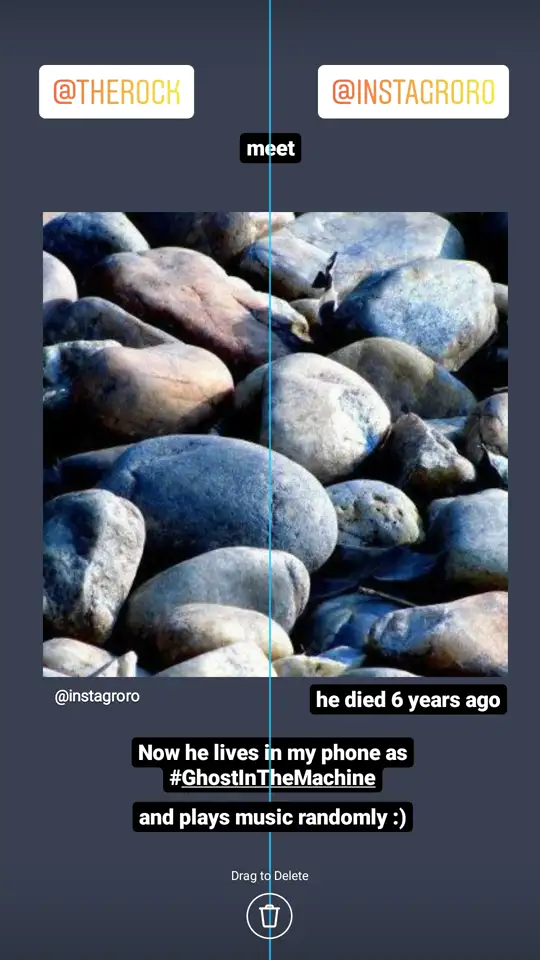 @THEROCK
@INSTAGRORO
meet
@instagroro
he died 6 years ago
Now he lives in my phone as
#GhostInTheMachine
and plays music randomly :)
Drag to Delete